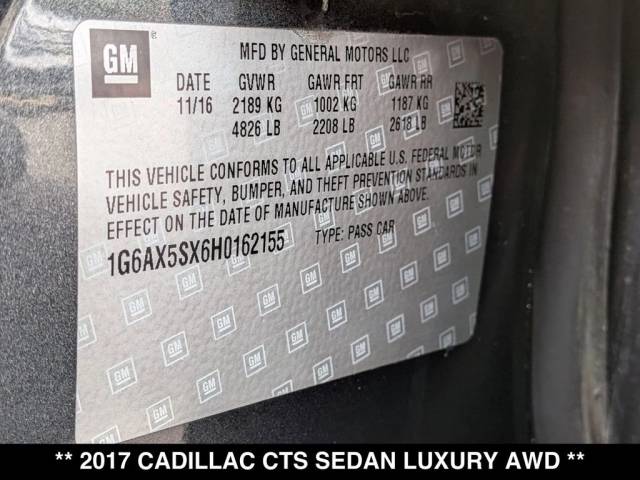 GM
MFD BY GENERAL MOTORS LLC
DATE GVWR GAWR FRT GAWR RR
11/16 2189 KG 1002 KG 1187 KG
4826 LB 2208 LB 2618 LB
THIS VEHICLE CONFORMS TO ALL APPLICABLE U.S. FEDERAL MOTOR
VEHICLE SAFETY, BUMPER, AND THEFT PREVENTION STANDARDS IN
EFFECT ON THE DATE OF MANUFACTURE SHOWN ABOVE.
1G6AX5SX6H0162155 TYPE: PASS CAR
** 2017 CADILLAC CTS SEDAN LUXURY AWD **